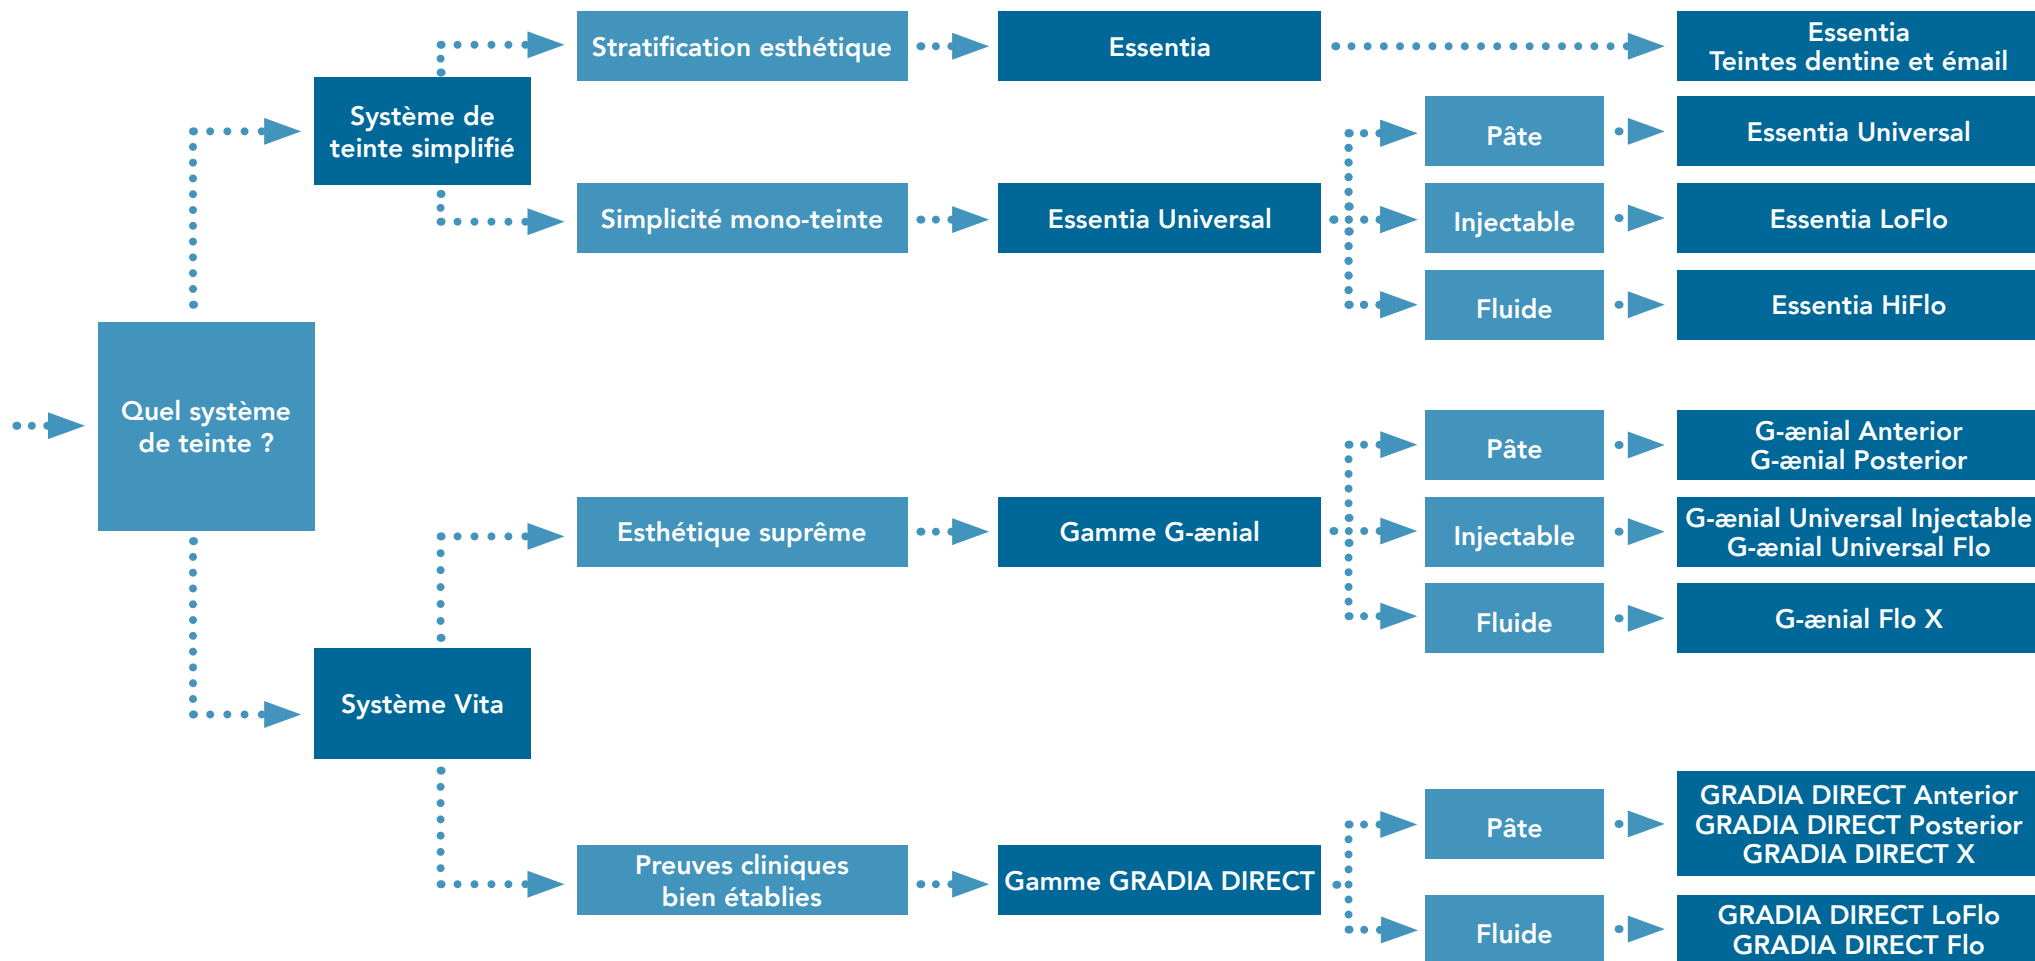 Quel système
de teinte ?
Système de
teinte simplifié
Stratification esthétique
Essentia
Essentia
Teintes dentine et émail
Simplicité mono-teinte
Essentia Universal
Pâte
Essentia Universal
Injectable
Essentia LoFlo
Fluide
Essentia HiFlo
Système Vita
Esthétique suprême
Gamme G-ænial
Pâte
G-ænial Anterior
G-ænial Posterior
Injectable
G-ænial Universal Injectable
G-ænial Universal Flo
Fluide
G-ænial Flo X
Preuves cliniques
bien établies
Gamme GRADIA DIRECT
Pâte
GRADIA DIRECT Anterior
GRADIA DIRECT Posterior
GRADIA DIRECT X
Fluide
GRADIA DIRECT LoFlo
GRADIA DIRECT Flo